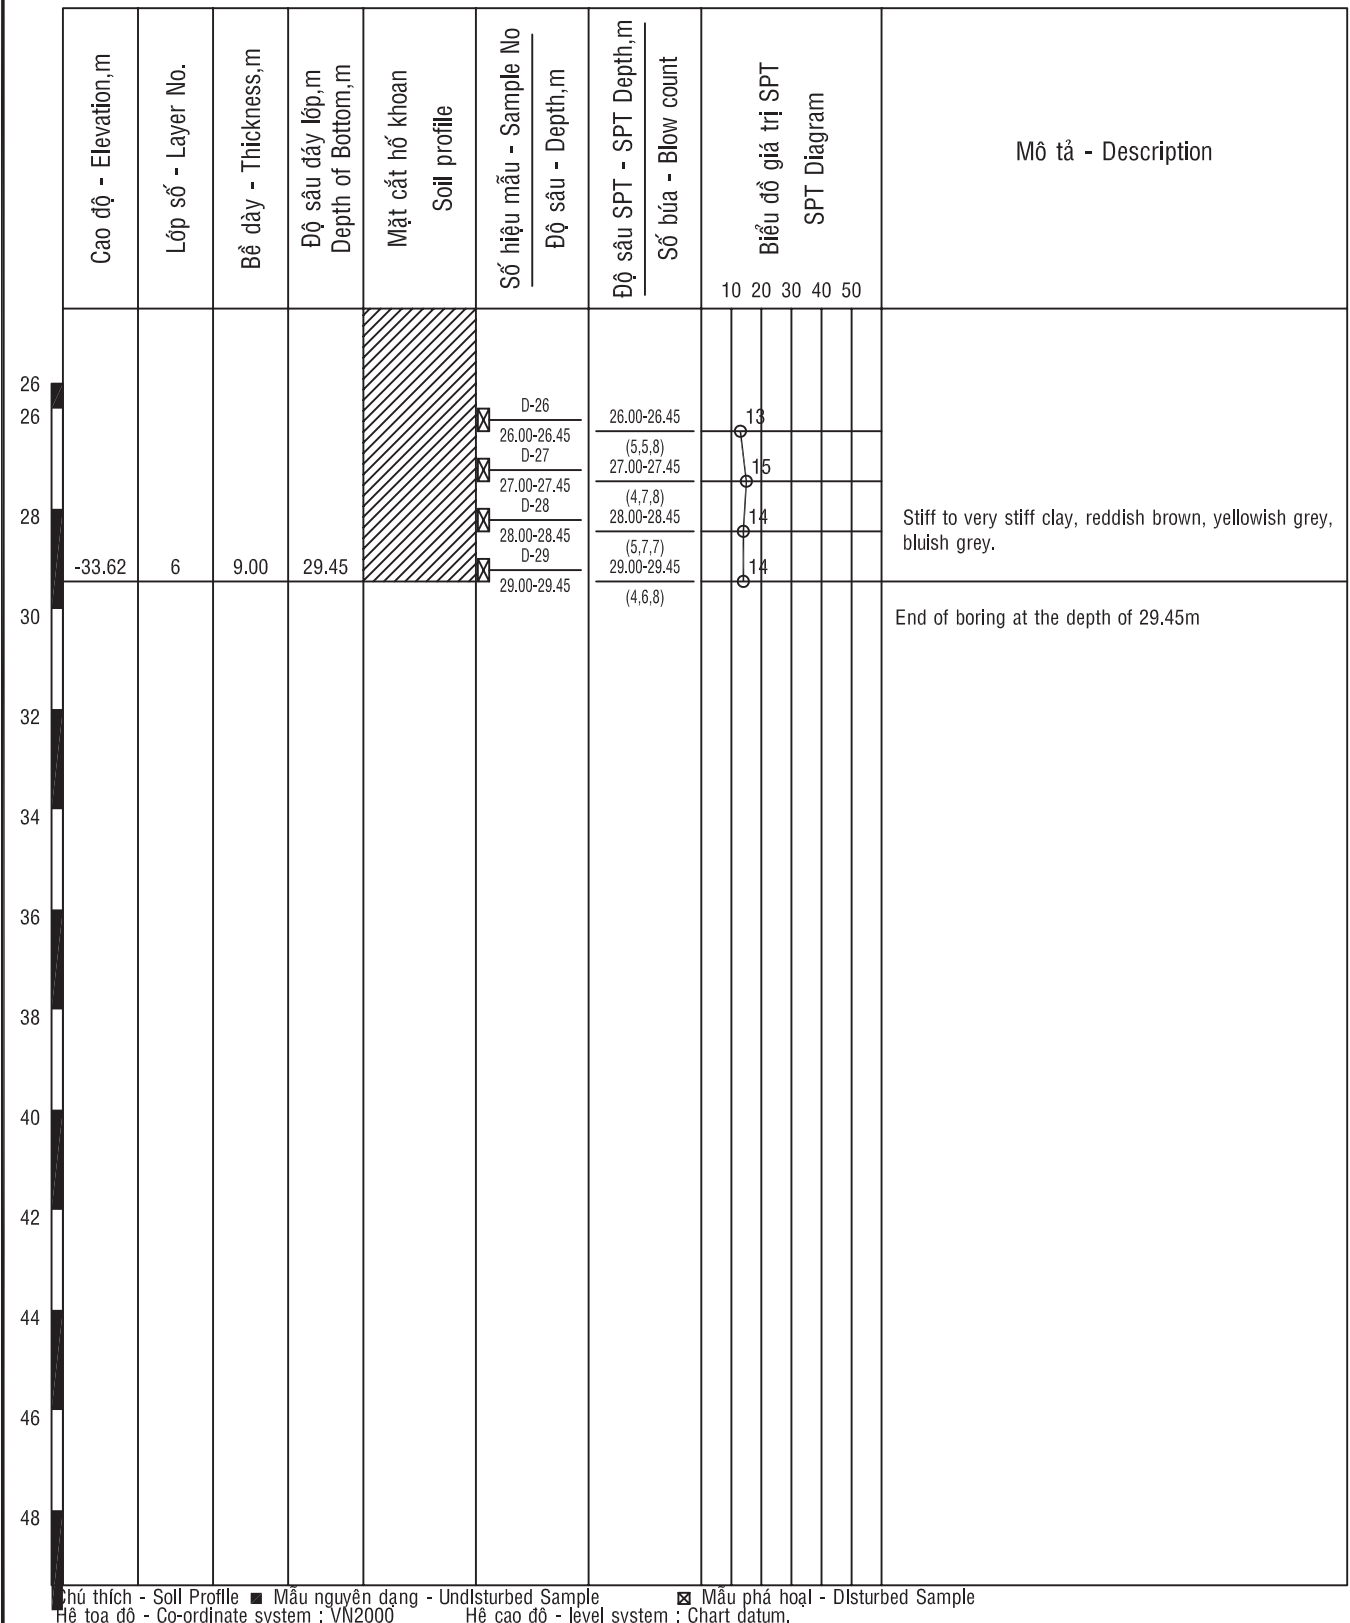 Cao độ - Elevation,m
Lớp số - Layer No.
Bề dày - Thickness,m
Độ sâu đáy lớp,m
Depth of Bottom,m
Mặt cắt hố khoan
Soil profile
Số hiệu mẫu - Sample No
Độ sâu - Depth,m
Độ sâu SPT - SPT Depth,m
Số búa - Blow count
Biểu đồ giá trị SPT
SPT Diagram
10 20 30 40 50
Mô tả - Description
26
26
D-26
26.00-26.45
26.00-26.45
(5,5,8)
13
D-27
27.00-27.45
27.00-27.45
(4,7,8)
15
28
D-28
28.00-28.45
28.00-28.45
(5,7,7)
14
Stiff to very stiff clay, reddish brown, yellowish grey,
bluish grey.
-33.62 6 9.00 29.45
D-29
29.00-29.45
29.00-29.45
(4,6,8)
14
30
End of boring at the depth of 29.45m
32
34
36
38
40
42
44
46
48
Chú thích - Soil Profile Mẫu nguyên dạng - Undisturbed Sample Mẫu phá hoại - Disturbed Sample
Hệ tọa độ - Co-ordinate system : VN2000 Hệ cao độ - level system : Chart datum.